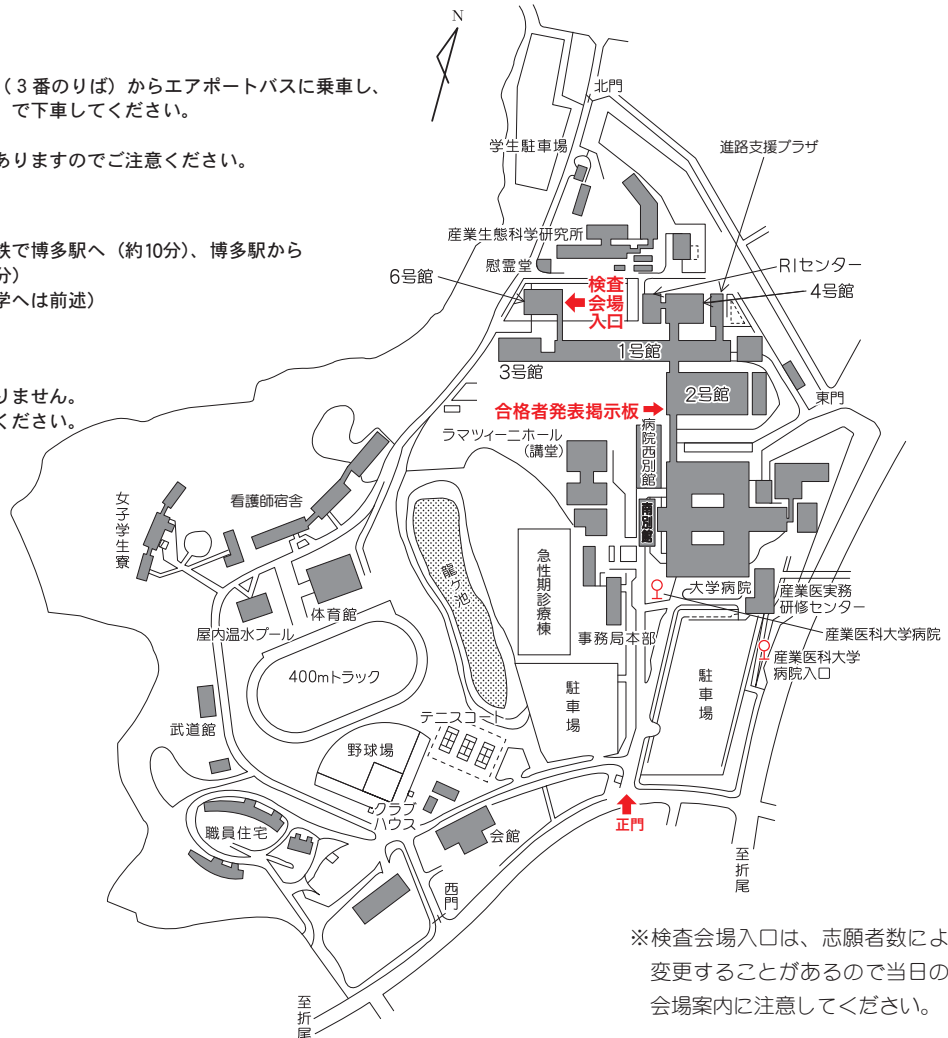 N
（３番のりば）からエアポートバスに乗車し、
で下車してください。
ありますのでご注意ください。
鉄で博多駅へ（約10分）、博多駅から
分）
学へは前述）
りません。
ください。
北門
学生駐車場
進路支援プラザ
産業生態科学研究所
慰霊堂
RIセンター
6号館
4号館
検査
会場
入口
1号館
3号館
2号館
東門
合格者発表掲示板
ラマツィーニホール
（講堂）
病院西別館
看護師宿舎
女子学生寮
南別館
急性期診療棟
龍ヶ池
大学病院
産業医実務
研修センター
体育館
屋内温水プール
事務局本部
産業医科大学病院
産業医科大学
病院入口
400mトラック
駐車場
駐車場
テニスコート
武道館
野球場
クラブ
ハウス
正門
職員住宅
会館
至折尾
西門
至折尾
※検査会場入口は、志願者数によ
変更することがあるので当日の
会場案内に注意してください。